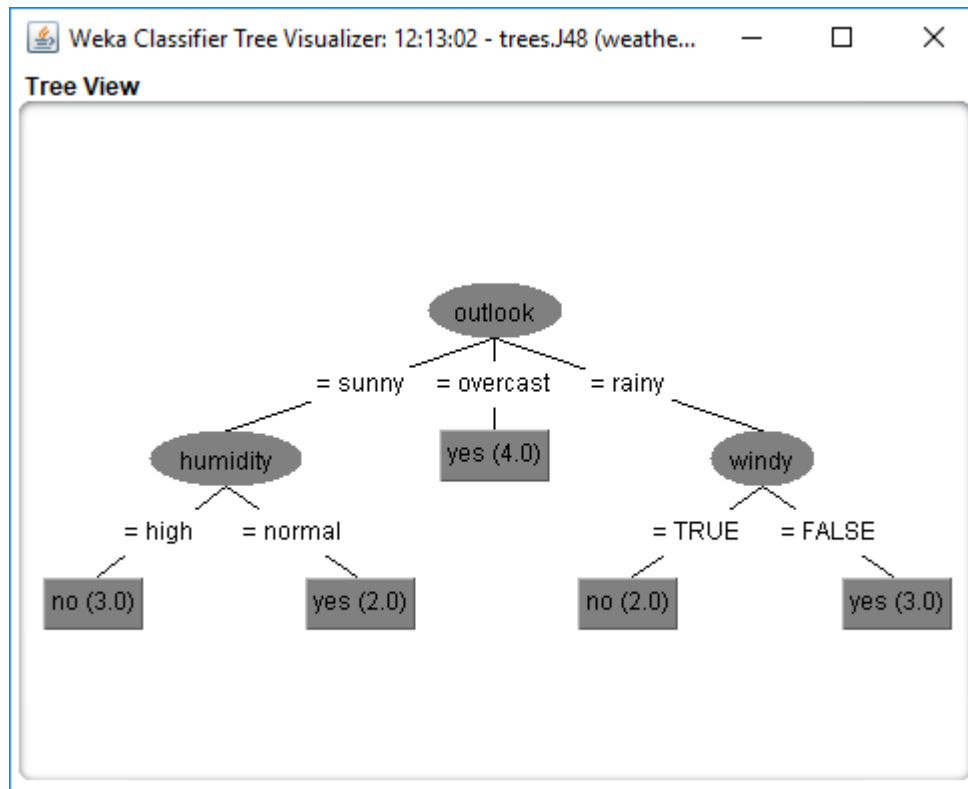 Weka Classifier Tree Visualizer: 12:13:02 - trees.J48 (weathe...
Tree View
outlook
= sunny = overcast = rainy
humidity yes (4.0) windy
= high = normal = TRUE = FALSE
no (3.0) yes (2.0) no (2.0) yes (3.0)